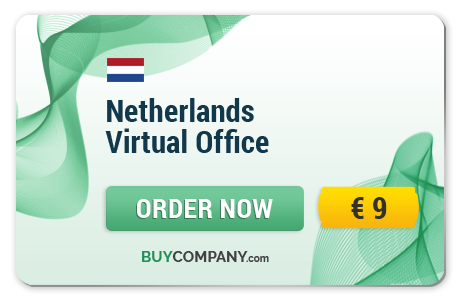 Netherlands
Virtual Office
ORDER NOW
€ 9
BUYCOMPANY.com